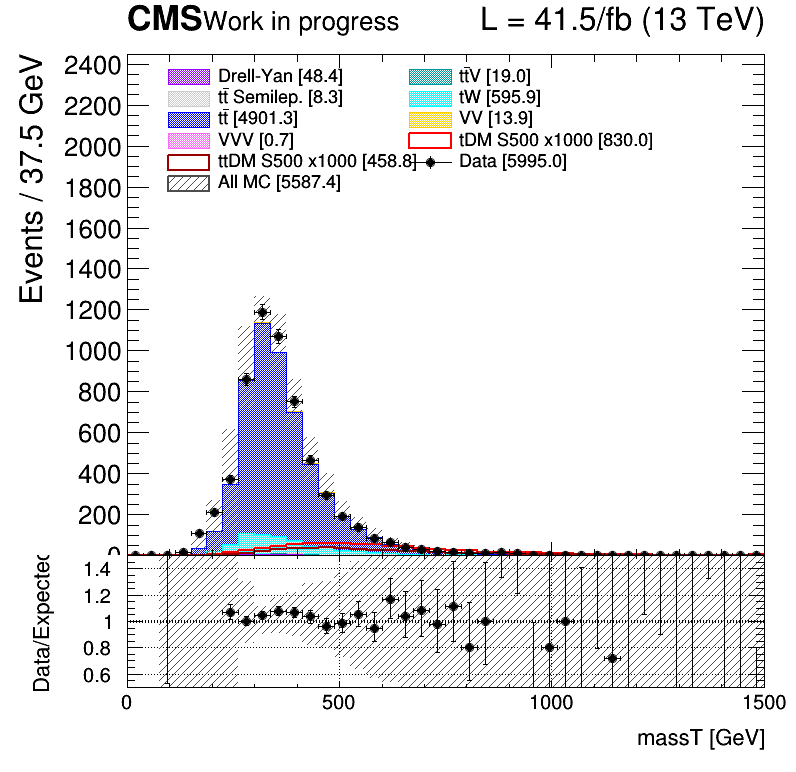 CMS Work in progress L = 41.5/fb (13 TeV)
Events / 37.5 GeV
2400
2200
2000
1800
1600
1400
1200
1000
800
600
400
200
0
Drell-Yan [48.4] tt̄V [19.0]
tt̄ Semilep. [8.3] tW [595.9]
tt̄ [4901.3] VV [13.9]
VVV [0.7] tDM S500 x1000 [830.0]
ttDM S500 x1000 [458.8] Data [5995.0]
All MC [5587.4]
Data/Expected
1.4
1.2
1
0.8
0.6
0 500 1000 1500
massT [GeV]